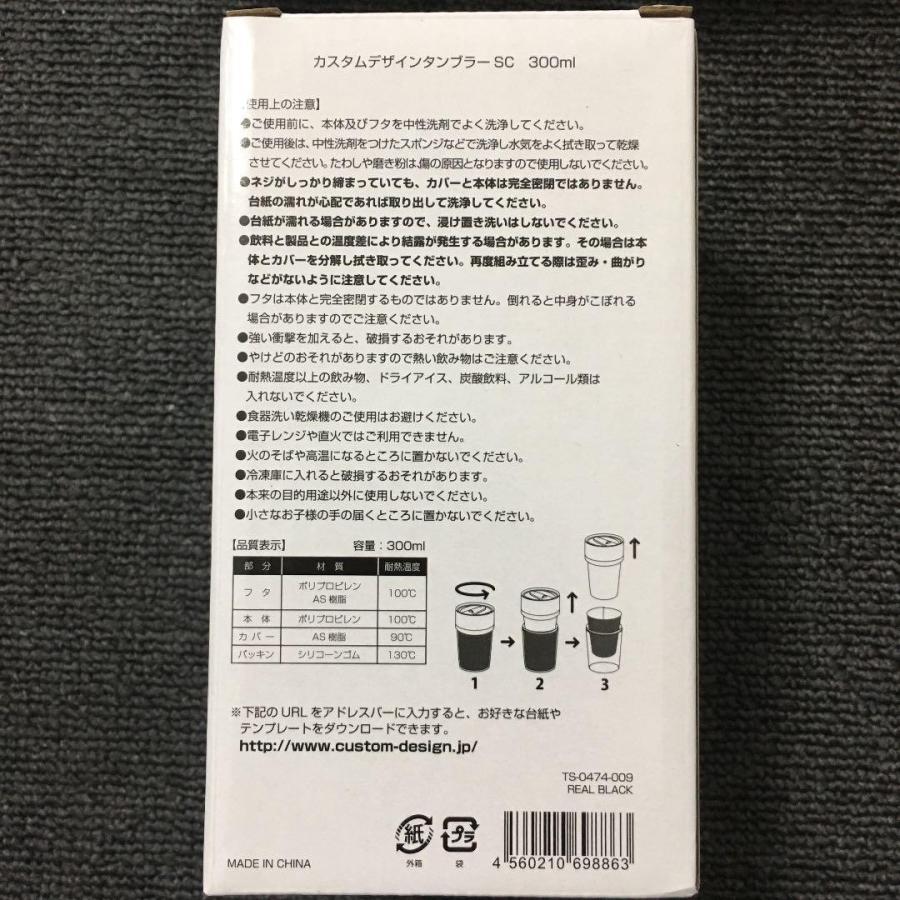 カスタムデザインタンブラー SC　300ml
【使用上の注意】
●ご使用前に、本体及びフタを中性洗剤でよく洗浄してください。
●ご使用後は、中性洗剤をつけたスポンジなどで洗浄し水気をよく拭き取って乾燥
させてください。たわしや磨き粉は、傷の原因となりますので使用しないでください。
●ネジがしっかり締まっていても、カバーと本体は完全密閉ではありません。
台紙の濡れが心配であれば取り出して洗浄してください。
●台紙が濡れる場合がありますので、浸け置き洗いはしないでください。
●飲料と製品との温度差により結露が発生する場合があります。その場合は本
体とカバーを分解し拭き取ってください。再度組み立てる際は歪み・曲がり
などがないように注意してください。
●フタは本体と完全密閉するものではありません。倒れると中身がこぼれる
場合がありますのでご注意ください。
●強い衝撃を加えると、破損するおそれがあります。
●やけどのおそれがありますので熱い飲み物はご注意ください。
●耐熱温度以上の飲み物、ドライアイス、炭酸飲料、アルコール類は
入れないでください。
●食器洗い乾燥機のご使用はお避けください。
●電子レンジや直火ではご利用できません。
●火のそばや高温になるところに置かないでください。
●冷凍庫に入れると破損するおそれがあります。
●本来の目的用途以外に使用しないでください。
●小さなお子様の手の届くところに置かないでください。
【品質表示】　容量：300ml
部分　材質　耐熱温度
フタ　ポリプロピレン　AS樹脂　100℃
本体　ポリプロピレン　100℃
カバー　AS樹脂　90℃
パッキン　シリコーンゴム　130℃
1　2　3
※下記の URL をアドレスバーに入力すると、お好きな台紙や
テンプレートをダウンロードできます。
http://www.custom-design.jp/
TS-0474-009
REAL BLACK
紙　プラ
外箱　袋
4 560210 698863
MADE IN CHINA